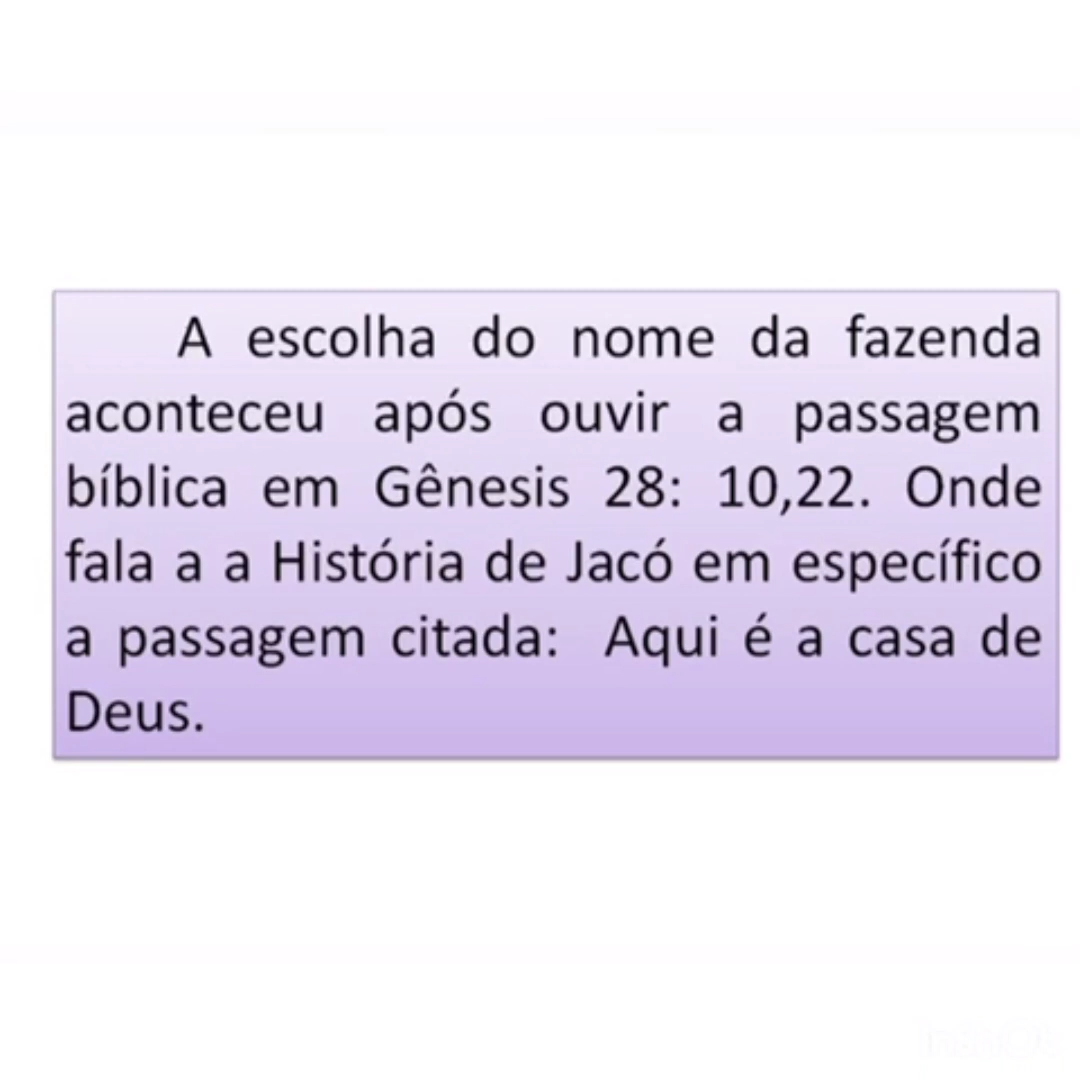 A escolha do nome da fazenda
aconteceu após ouvir a passagem
bíblica em Gênesis 28: 10,22. Onde
fala a a História de Jacó em específico
a passagem citada: Aqui é a casa de
Deus.